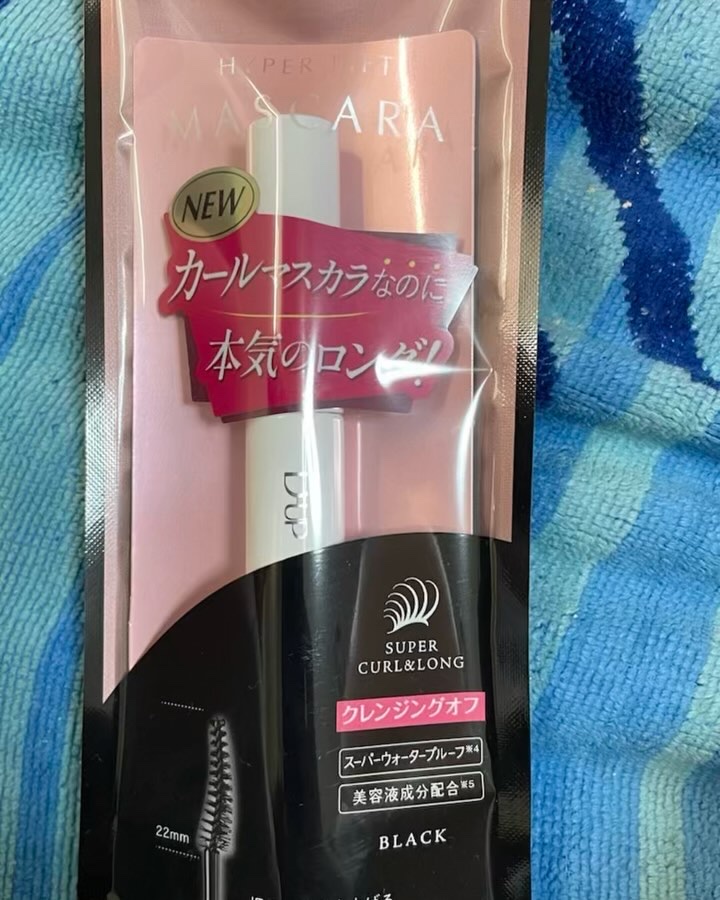 HYPER LIFT
MASCARA
NEW
カールマスカラなのに
本気のロング!
D-UP
SUPER
CURL&LONG
クレンジングオフ
スーパーウォータープルーフ※4
美容液成分配合※5
22mm
BLACK